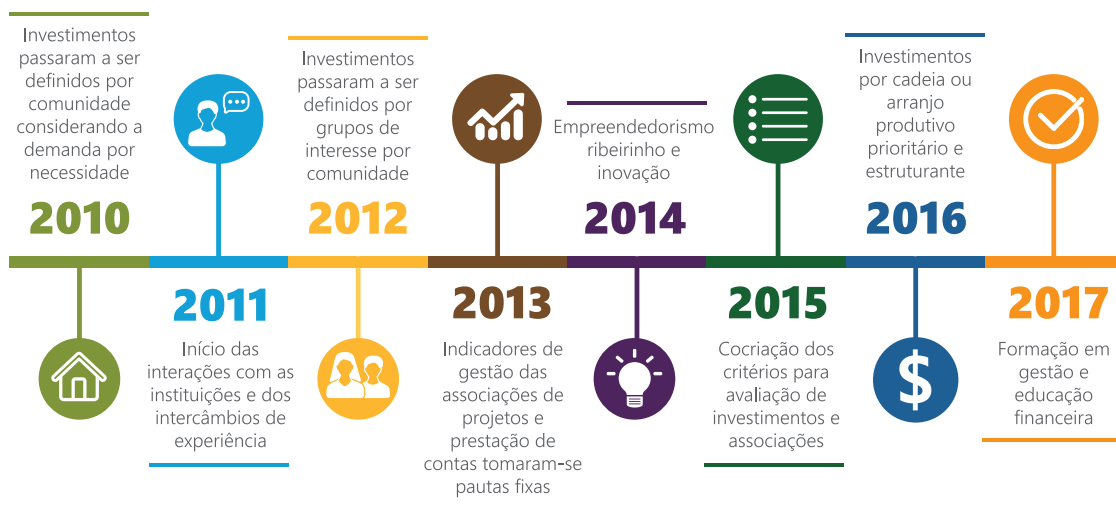 Investimentos
passaram a ser
definidos por
comunidade
considerando a
demanda por
necessidade
2010
2011
Início das
interações com as
instituições e dos
intercâmbios de
experiência
Investimentos
passaram a ser
definidos por
grupos de
interesse por
comunidade
2012
2013
Indicadores de
gestão das
associações de
projetos e
prestação de
contas tomaram-se
pautas fixas
Empreendedorismo
ribeirinho e
inovação
2014
2015
Cocriação dos
critérios para
avaliação de
investimentos e
associações
Investimentos
por cadeia ou
arranjo
produtivo
prioritário e
estruturante
2016
$
2017
Formação em
gestão e
educação
financeira